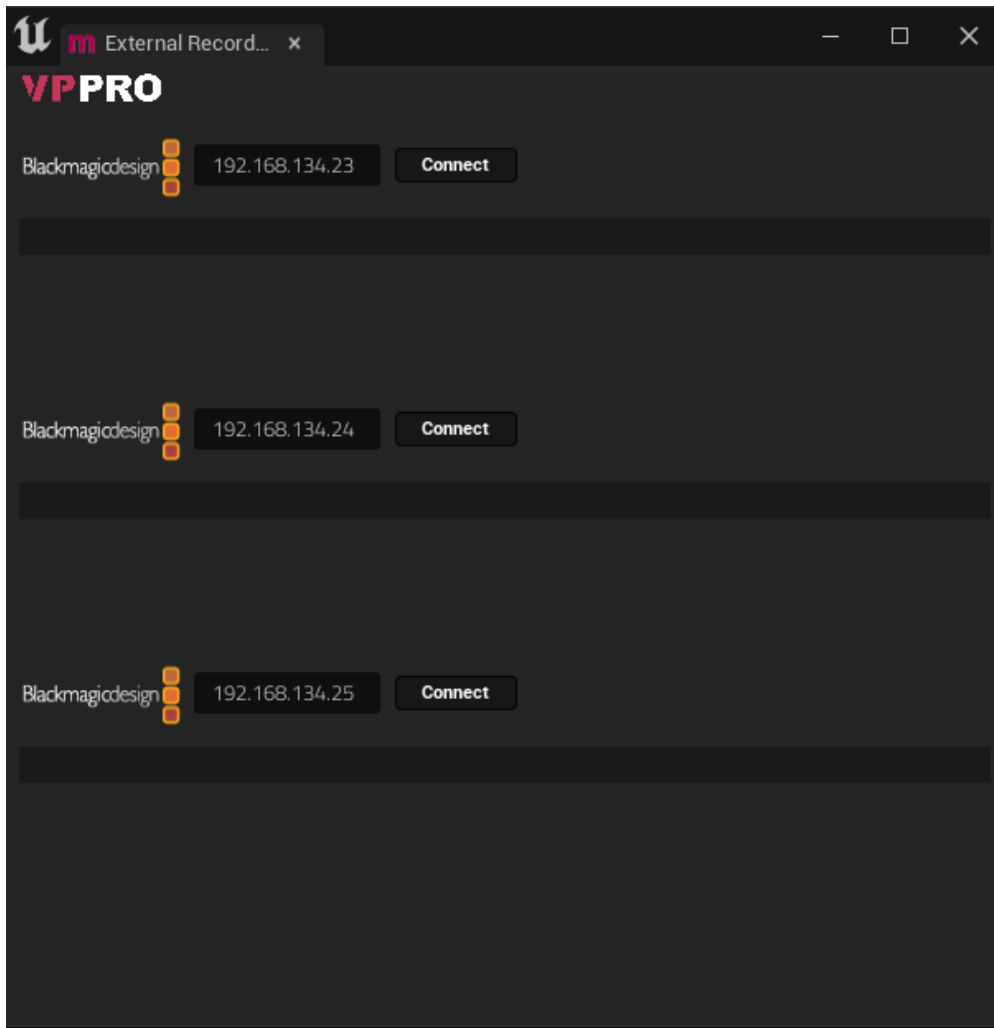 External Record...
VPPRO
Blackmagicdesign 192.168.134.23 Connect
Blackmagicdesign 192.168.134.24 Connect
Blackmagicdesign 192.168.134.25 Connect